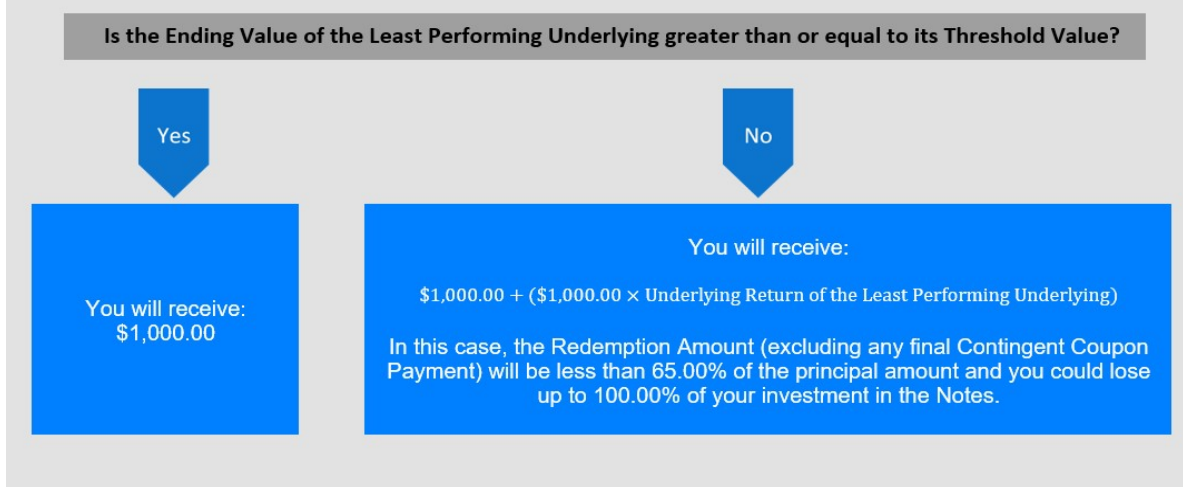 Is the Ending Value of the Least Performing Underlying greater than or equal to its Threshold Value?
Yes
No
You will receive:
$1,000.00
You will receive:
$1,000.00 + ($1,000.00 × Underlying Return of the Least Performing Underlying)
In this case, the Redemption Amount (excluding any final Contingent Coupon
Payment) will be less than 65.00% of the principal amount and you could lose
up to 100.00% of your investment in the Notes.